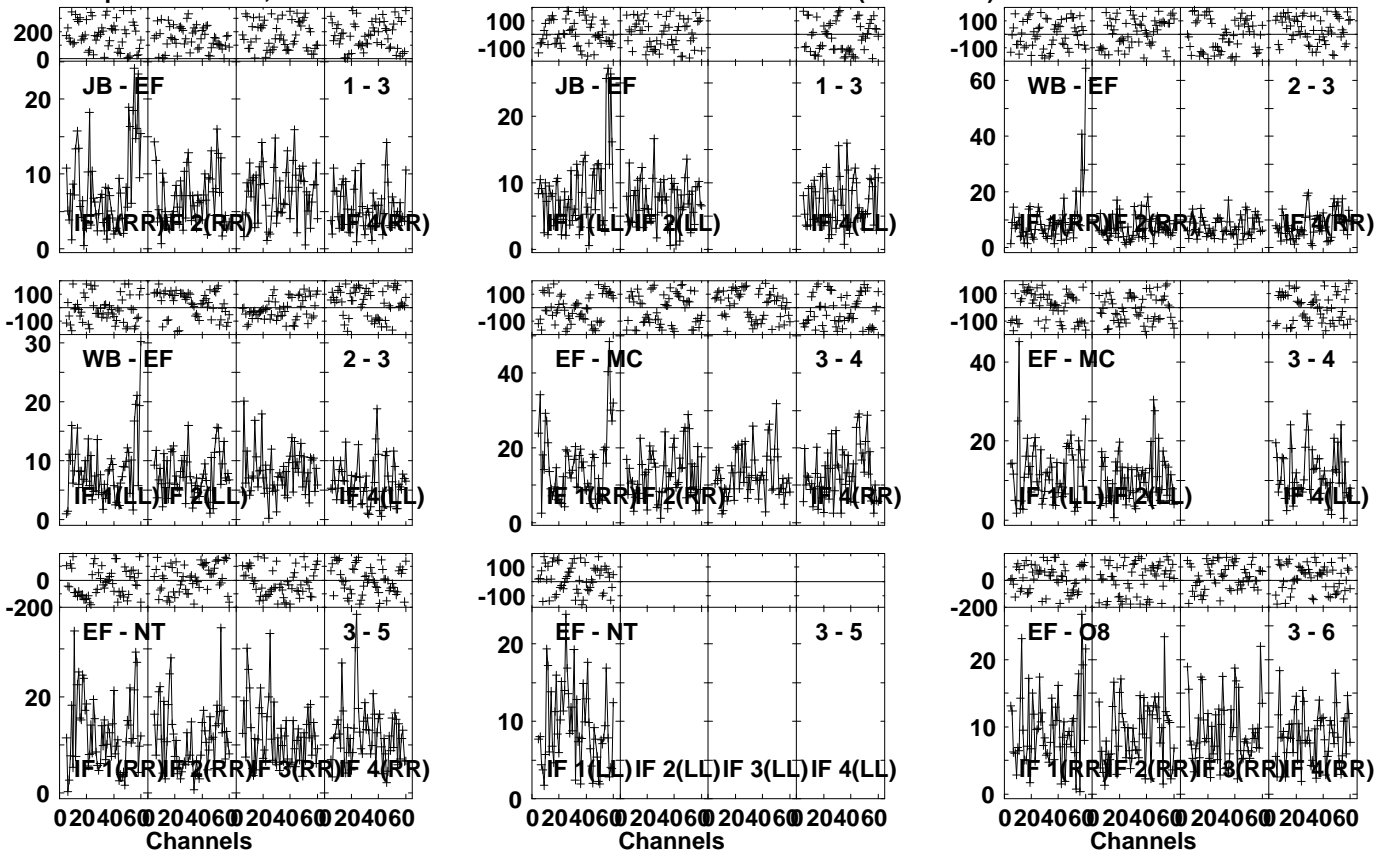 200
0
JB - EF
1 - 3
20
10
0
IF 1(RR)
IF 2(RR)
IF 4(RR)
100
-100
JB - EF
1 - 3
20
10
0
IF 1(LL)
IF 2(LL)
IF 4(LL)
100
-100
WB - EF
2 - 3
60
40
20
0
IF 1(RR)
IF 2(RR)
IF 4(RR)
100
-100
30
WB - EF
2 - 3
20
10
0
IF 1(LL)
IF 2(LL)
IF 4(LL)
100
-100
EF - MC
3 - 4
40
20
0
IF 1(RR)
IF 2(RR)
IF 4(RR)
100
-100
EF - MC
3 - 4
40
20
0
IF 1(LL)
IF 2(LL)
IF 4(LL)
0
-200
EF - NT
3 - 5
20
0
IF 1(RR)
IF 2(RR)
IF 3(RR)
IF 4(RR)
0 20 40 60 0 20 40 60 0 20 40 60 0 20 40 60
Channels
100
-100
EF - NT
3 - 5
20
10
0
IF 1(LL)
IF 2(LL)
IF 3(LL)
IF 4(LL)
0 20 40 60 0 20 40 60 0 20 40 60 0 20 40 60
Channels
0
-200
EF - O8
3 - 6
20
10
0
IF 1(RR)
IF 2(RR)
IF 3(RR)
IF 4(RR)
0 20 40 60 0 20 40 60 0 20 40 60 0 20 40 60
Channels